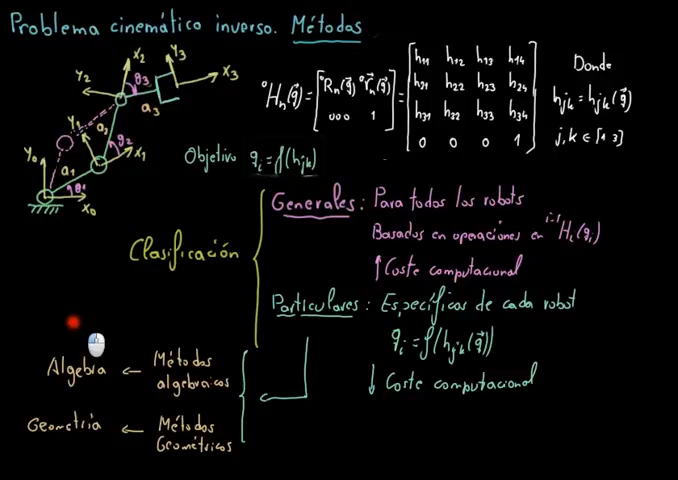 Problema cinemático inverso. Métodos
X₂
Y₃
Y₂
θ₃
X₃
a₃
Y₁
a₂
θ₂
X₁
Y₀
a₁
θ₁
X₀
⁰Hₙ(q⃗) = [⁰Rₙ(q⃗) ⁰r⃗ₙ(q⃗)
000 1] =
h₁₁ h₁₂ h₁₃ h₁₄
h₂₁ h₂₂ h₂₃ h₂₄
h₃₁ h₃₂ h₃₃ h₃₄
0 0 0 1
Donde
hⱼₖ = hⱼₖ(q⃗)
j,k ∈ [1 3]
Objetivo qᵢ = f(hⱼₖ)
Clasificación
Generales: Para todos los robots
Basados en operaciones en ⁱ⁻¹Hᵢ(qᵢ)
↑ Coste computacional
Particulares: Específicos de cada robot
qᵢ = f(hⱼₖ(q⃗))
↓ Coste computacional
Algebra ← Métodos
algebraicos
Geometría ← Métodos
Geométricos